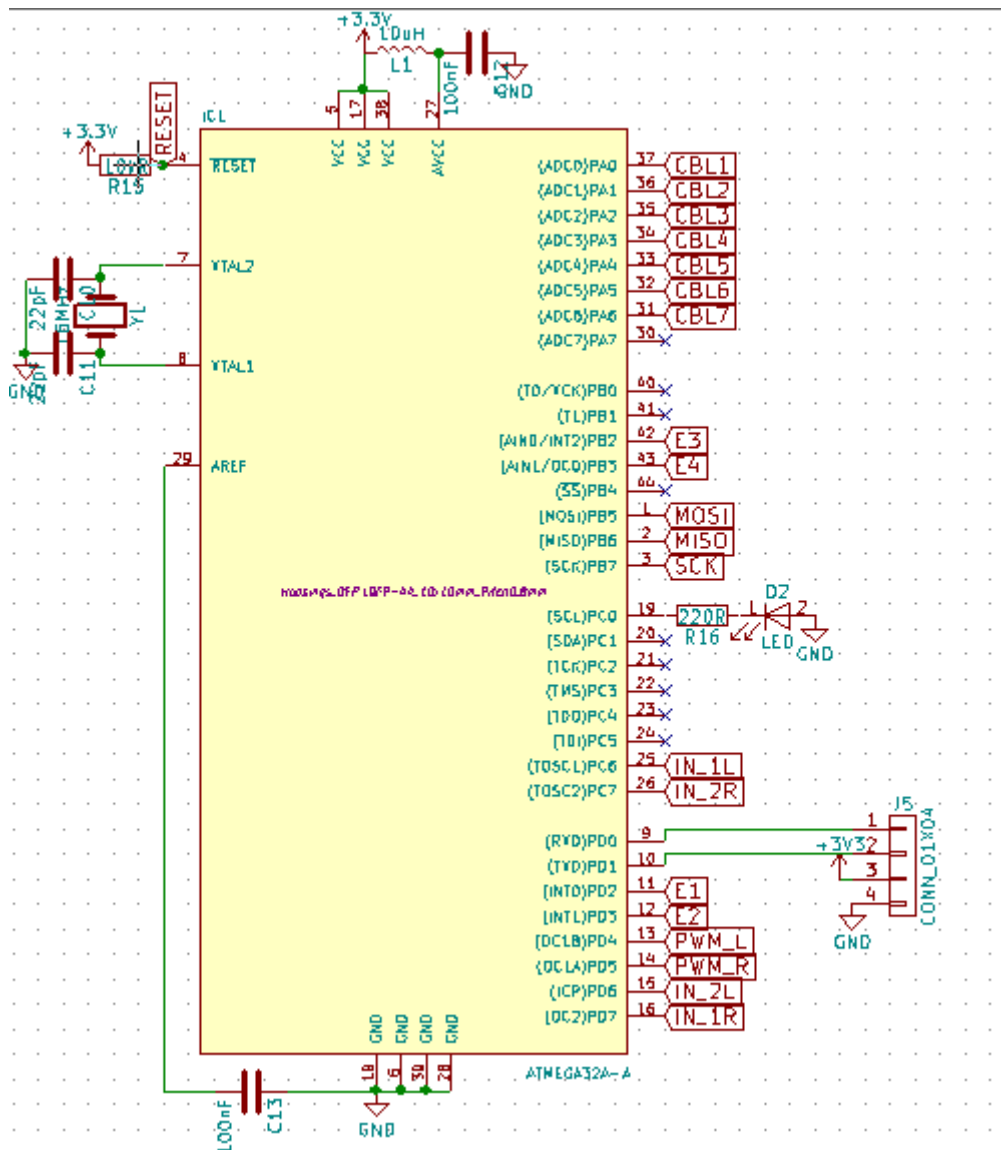 +3.3V
10uH
L1
100nF
C12
GND
5
17
38
27
IC1
RESET
+3.3V
R15
4
RESET
VCC
VCC
VCC
AVCC
(ADC0)PA0 37 CBL1
(ADC1)PA1 36 CBL2
(ADC2)PA2 35 CBL3
(ADC3)PA3 34 CBL4
(ADC4)PA4 33 CBL5
(ADC5)PA5 32 CBL6
(ADC6)PA6 31 CBL7
(ADC7)PA7 30
7 XTAL2
22pF
16MHz
C10
Y1
8 XTAL1
GND
22pF
C11
(T0/XCK)PB0 40
(T1)PB1 41
(AIN0/INT2)PB2 42 E3
(AIN1/OC0)PB3 43 E4
(SS)PB4 44
(MOSI)PB5 1 MOSI
(MISO)PB6 2 MISO
(SCK)PB7 3 SCK
29 AREF
(SCL)PC0 19 220R
R16
1 D2 2
LED
GND
(SDA)PC1 20
(TCK)PC2 21
(TMS)PC3 22
(TDO)PC4 23
(TDI)PC5 24
(TOSC1)PC6 25 IN_1L
(TOSC2)PC7 26 IN_2R
(RXD)PD0 9
(TXD)PD1 10
(INT0)PD2 11 E1
(INT1)PD3 12 E2
(OC1B)PD4 13 PWM_L
(OC1A)PD5 14 PWM_R
(ICP)PD6 15 IN_2L
(OC2)PD7 16 IN_1R
J5
1
2
3
4
+3V3
GND
CONN_01X04
GND
GND
GND
GND
18
6
39
28
ATMEGA32A-A
100nF
C13
GND